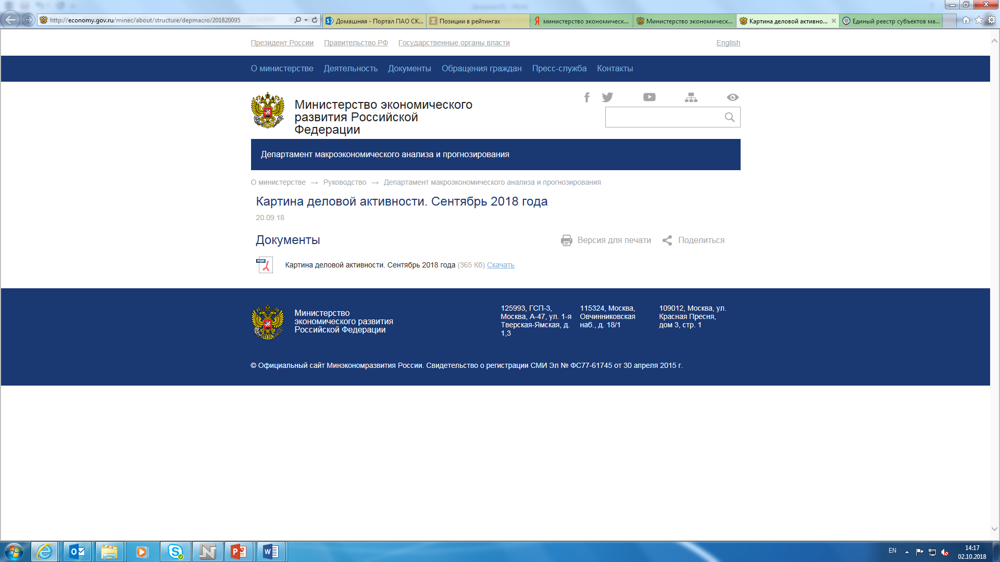 http://economy.gov.ru/minec/about/structure/depmacro/201820095
Домашняя - Портал ПАО СК...
Позиции в рейтингах
министерство экономическ...
Министерство экономическ...
Картина деловой активно...
Единый реестр субъектов ма...
Президент России Правительство РФ Государственные органы власти English
О министерстве Деятельность Документы Обращения граждан Пресс-служба Контакты
Министерство экономического
развития Российской
Федерации
Департамент макроэкономического анализа и прогнозирования
О министерстве → Руководство → Департамент макроэкономического анализа и прогнозирования
Картина деловой активности. Сентябрь 2018 года
20.09.18
Документы
Версия для печати Поделиться
PDF
Картина деловой активности. Сентябрь 2018 года (365 Кб) Скачать
Министерство
экономического развития
Российской Федерации
125993, ГСП-3,
Москва, А-47, ул. 1-я
Тверская-Ямская, д.
1,3
115324, Москва,
Овчинниковская
наб., д. 18/1
109012, Москва, ул.
Красная Пресня,
дом 3, стр. 1
© Официальный сайт Минэкономразвития России. Свидетельство о регистрации СМИ Эл № ФС77-61745 от 30 апреля 2015 г.
EN
14:17
02.10.2018